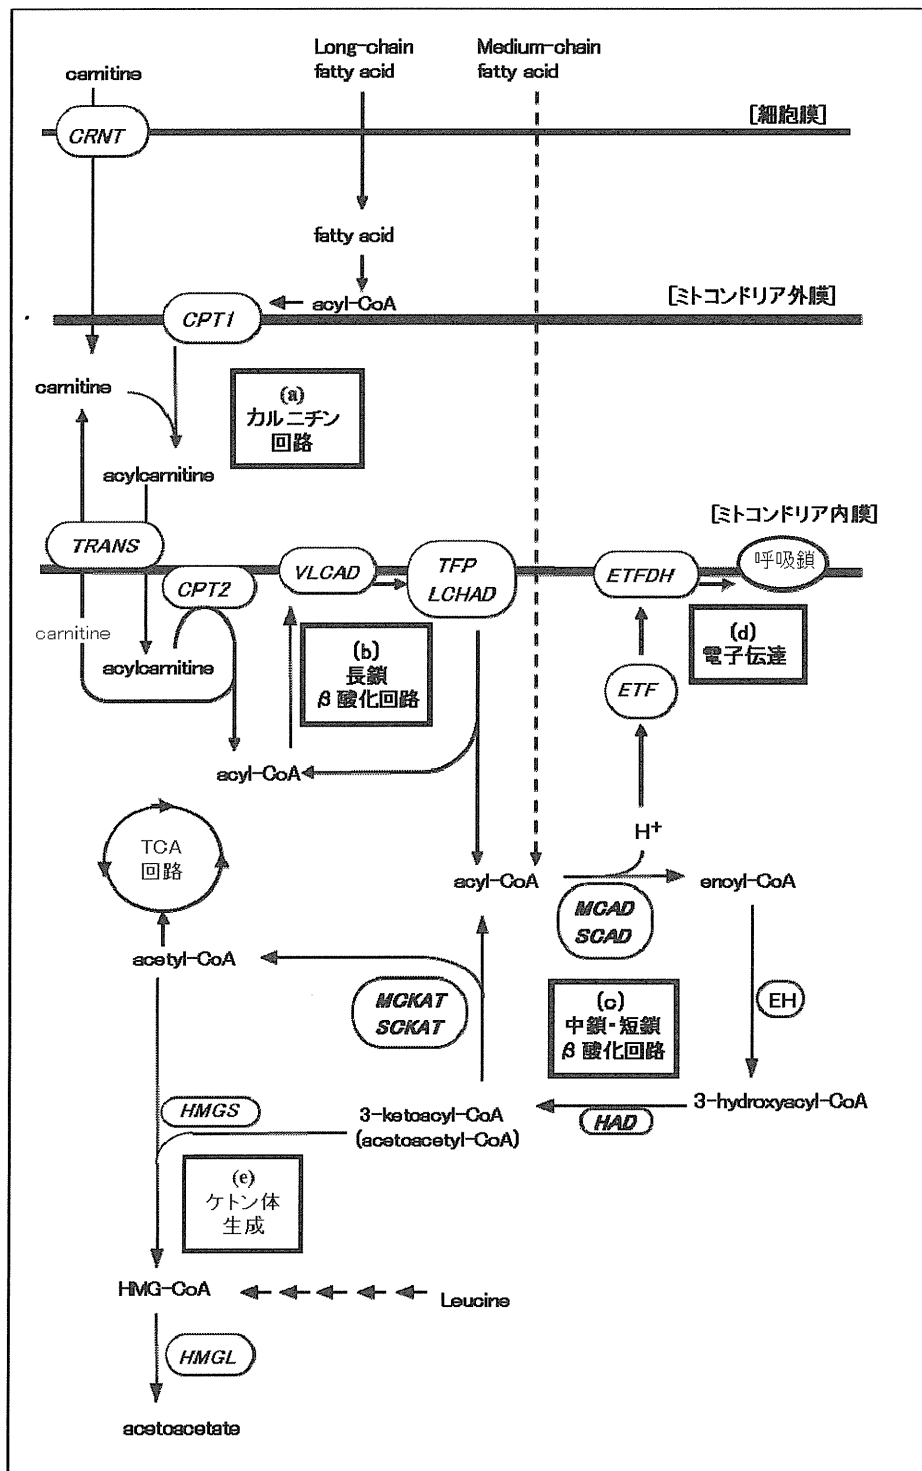 Long-chain
fatty acid
Medium-chain
fatty acid
carnitine
[細胞膜]
CRNT
fatty acid
acyl-CoA
[ミトコンドリア外膜]
CPT1
carnitine
(a)
カルニチン
回路
acylcarnitine
[ミトコンドリア内膜]
TRANS
CPT2
VLCAD
TFP
LCHAD
ETFDH
呼吸鎖
carnitine
acylcarnitine
(b)
長鎖
β酸化回路
(d)
電子伝達
ETF
acyl-CoA
H+
TCA
回路
acyl-CoA
enoyl-CoA
MCAD
SCAD
acetyl-CoA
MCKAT
SCKAT
(c)
中鎖・短鎖
β酸化回路
EH
3-hydroxyacyl-CoA
HAD
HMGS
3-ketoacyl-CoA
(acetoacetyl-CoA)
(e)
ケトン体
生成
HMG-CoA
Leucine
HMGL
acetoacetate